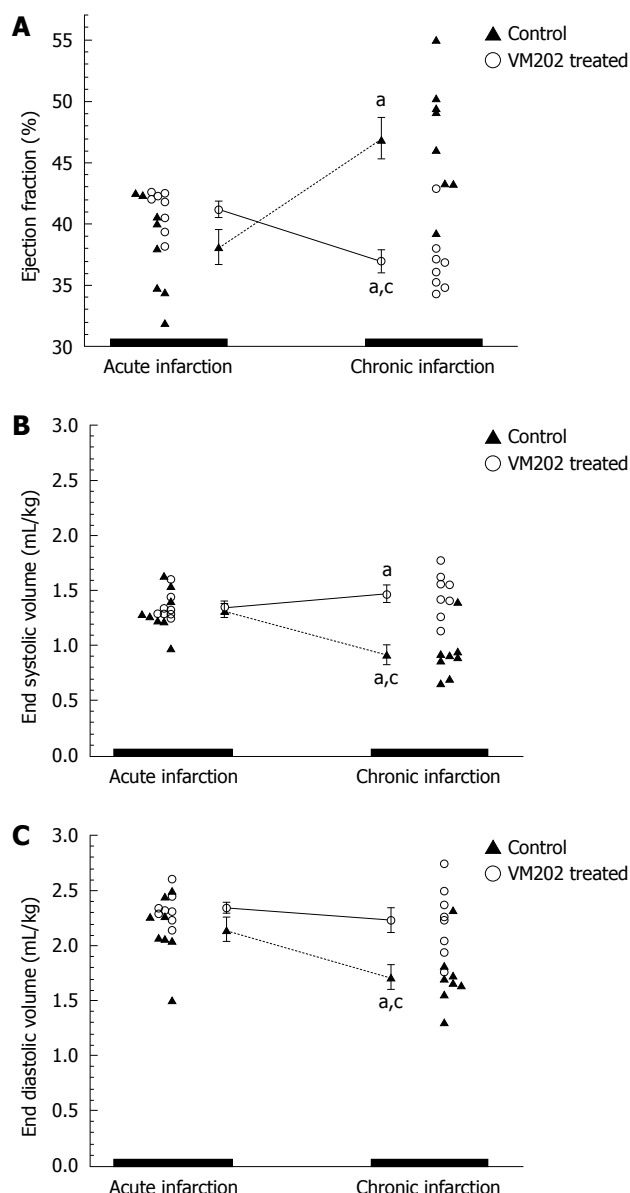 A
▲ Control
○ VM202 treated
Ejection fraction (%)
55
50
45
40
35
30
a
a,c
Acute infarction
Chronic infarction
B
▲ Control
○ VM202 treated
End systolic volume (mL/kg)
3.0
2.5
2.0
1.5
1.0
0.5
0.0
a
a,c
Acute infarction
Chronic infarction
C
▲ Control
○ VM202 treated
End diastolic volume (mL/kg)
3.0
2.5
2.0
1.5
1.0
0.5
0.0
a,c
Acute infarction
Chronic infarction